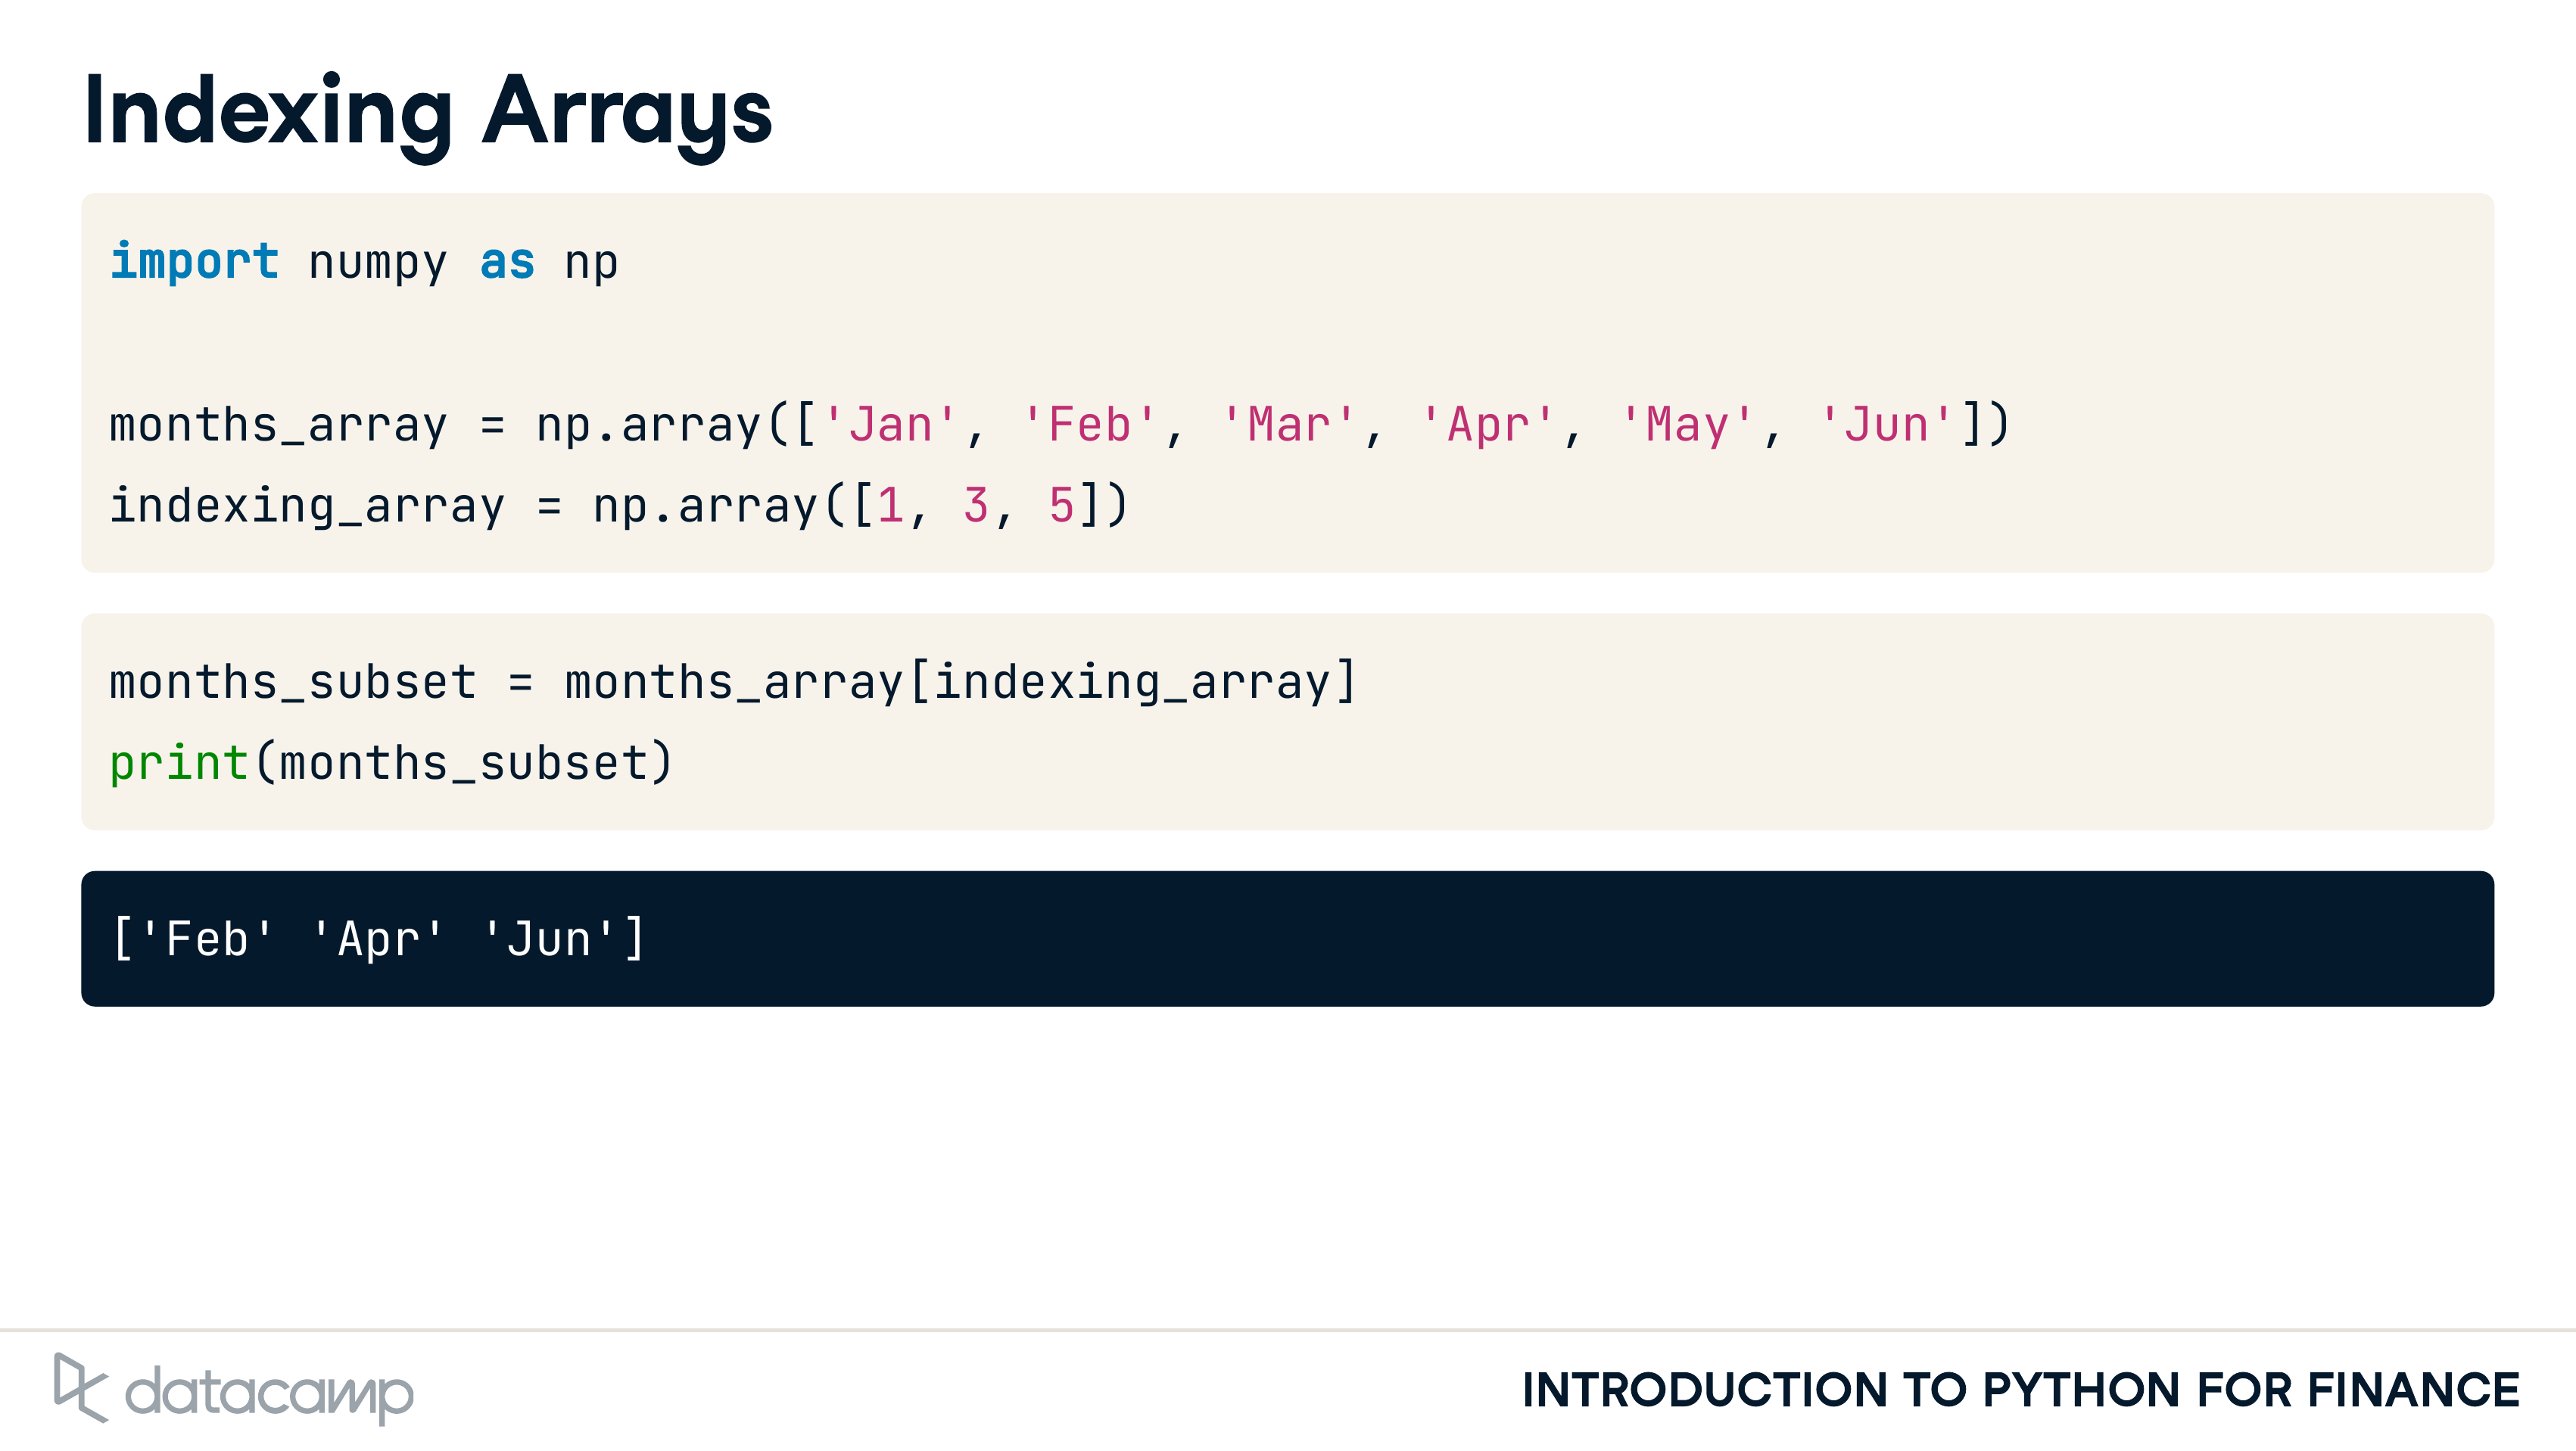 Indexing Arrays
import numpy as np
months_array = np.array(['Jan', 'Feb', 'Mar', 'Apr', 'May', 'Jun'])
indexing_array = np.array([1, 3, 5])
months_subset = months_array[indexing_array]
print(months_subset)
['Feb' 'Apr' 'Jun']
datacamp
INTRODUCTION TO PYTHON FOR FINANCE